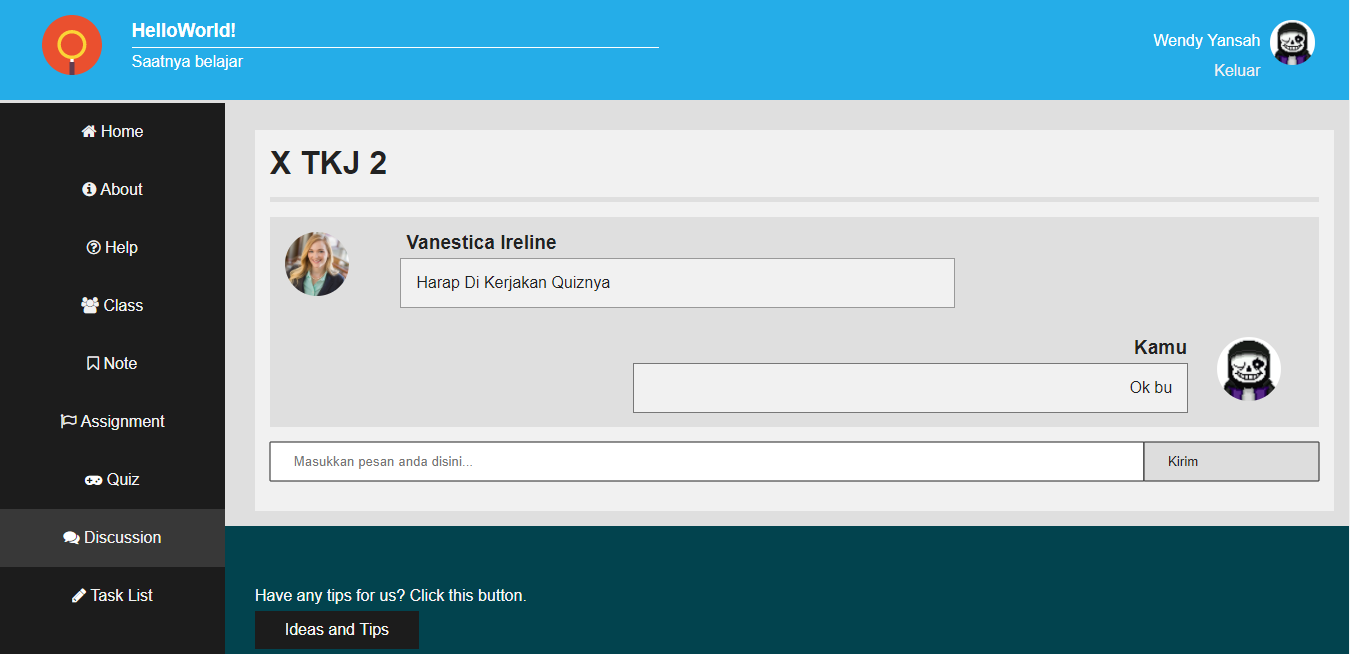 HelloWorld!
Saatnya belajar
Wendy Yansah
Keluar
Home
About
Help
Class
Note
Assignment
Quiz
Discussion
Task List
X TKJ 2
Vanestica Ireline
Harap Di Kerjakan Quiznya
Kamu
Ok bu
Masukkan pesan anda disini...
Kirim
Have any tips for us? Click this button.
Ideas and Tips